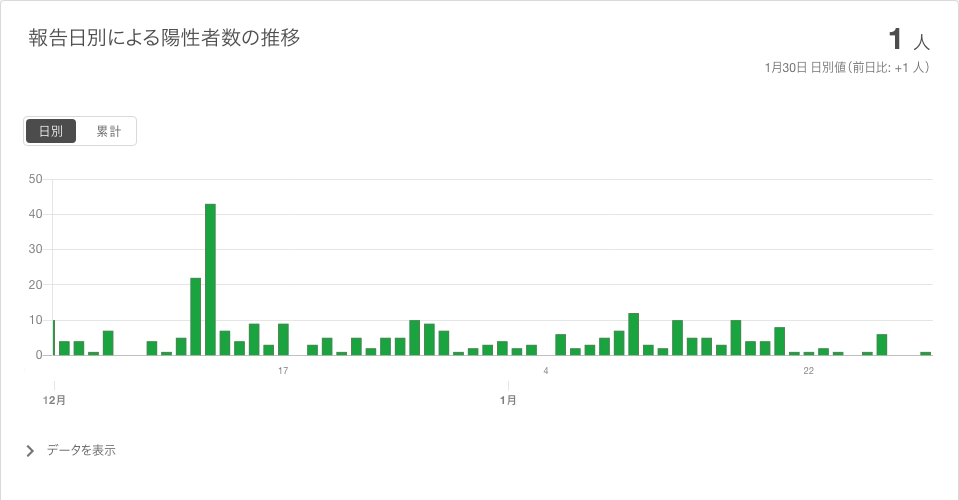 報告日別による陽性者数の推移
1 人
1月30日 日別値（前日比: +1 人）
日別 累計
50
40
30
20
10
0
17 4 22
12月 1月
データを表示